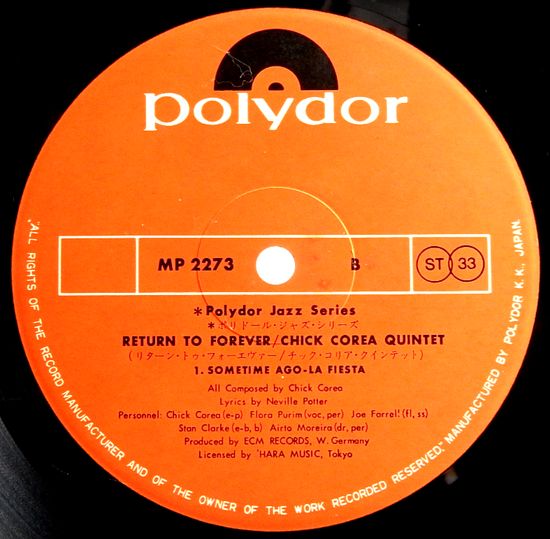 polydor
MP 2273
B
ST 33
*Polydor Jazz Series
*ポリドール・ジャズ・シリーズ
RETURN TO FOREVER/CHICK COREA QUINTET
(リターン・トゥ・フォーエヴァー/チック・コリア・クインテット)
1. SOMETIME AGO-LA FIESTA
All Composed by Chick Corea
Lyrics by Neville Potter
Personnel: Chick Corea(e-p) Flora Purim(voc, per) Joe Farrell(fl, ss)
Stan Clarke(e-b, b) Airto Moreira(dr, per)
Produced by ECM RECORDS, W. Germany
Licensed by 'HARA MUSIC, Tokyo
"ALL RIGHTS OF THE RECORD MANUFACTURER AND OF THE OWNER OF THE WORK RECORDED RESERVED." MANUFACTURED BY POLYDOR K.K., JAPAN.